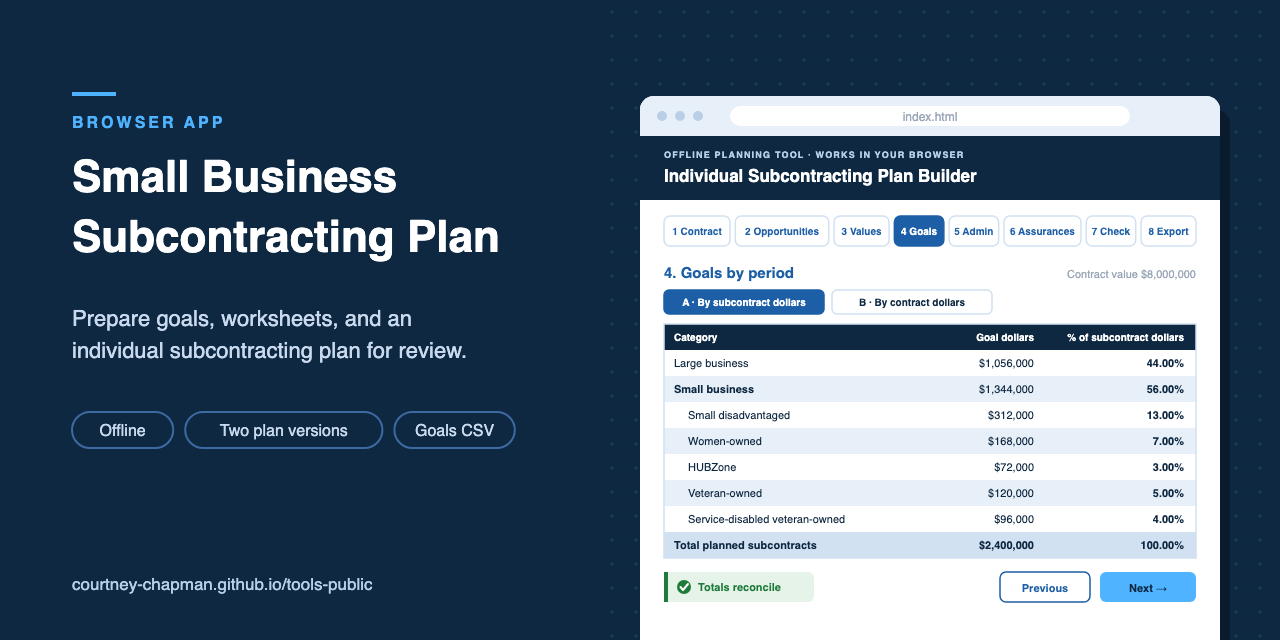 BROWSER APP
Small Business
Subcontracting Plan
Prepare goals, worksheets, and an
individual subcontracting plan for review.
Offline
Two plan versions
Goals CSV
courtney-chapman.github.io/tools-public
index.html
OFFLINE PLANNING TOOL · WORKS IN YOUR BROWSER
Individual Subcontracting Plan Builder
1 Contract 2 Opportunities 3 Values 4 Goals 5 Admin 6 Assurances 7 Check 8 Export
4. Goals by period Contract value $8,000,000
A · By subcontract dollars B · By contract dollars
Category Goal dollars % of subcontract dollars
Large business $1,056,000 44.00%
Small business $1,344,000 56.00%
Small disadvantaged $312,000 13.00%
Women-owned $168,000 7.00%
HUBZone $72,000 3.00%
Veteran-owned $120,000 5.00%
Service-disabled veteran-owned $96,000 4.00%
Total planned subcontracts $2,400,000 100.00%
Totals reconcile Previous Next →